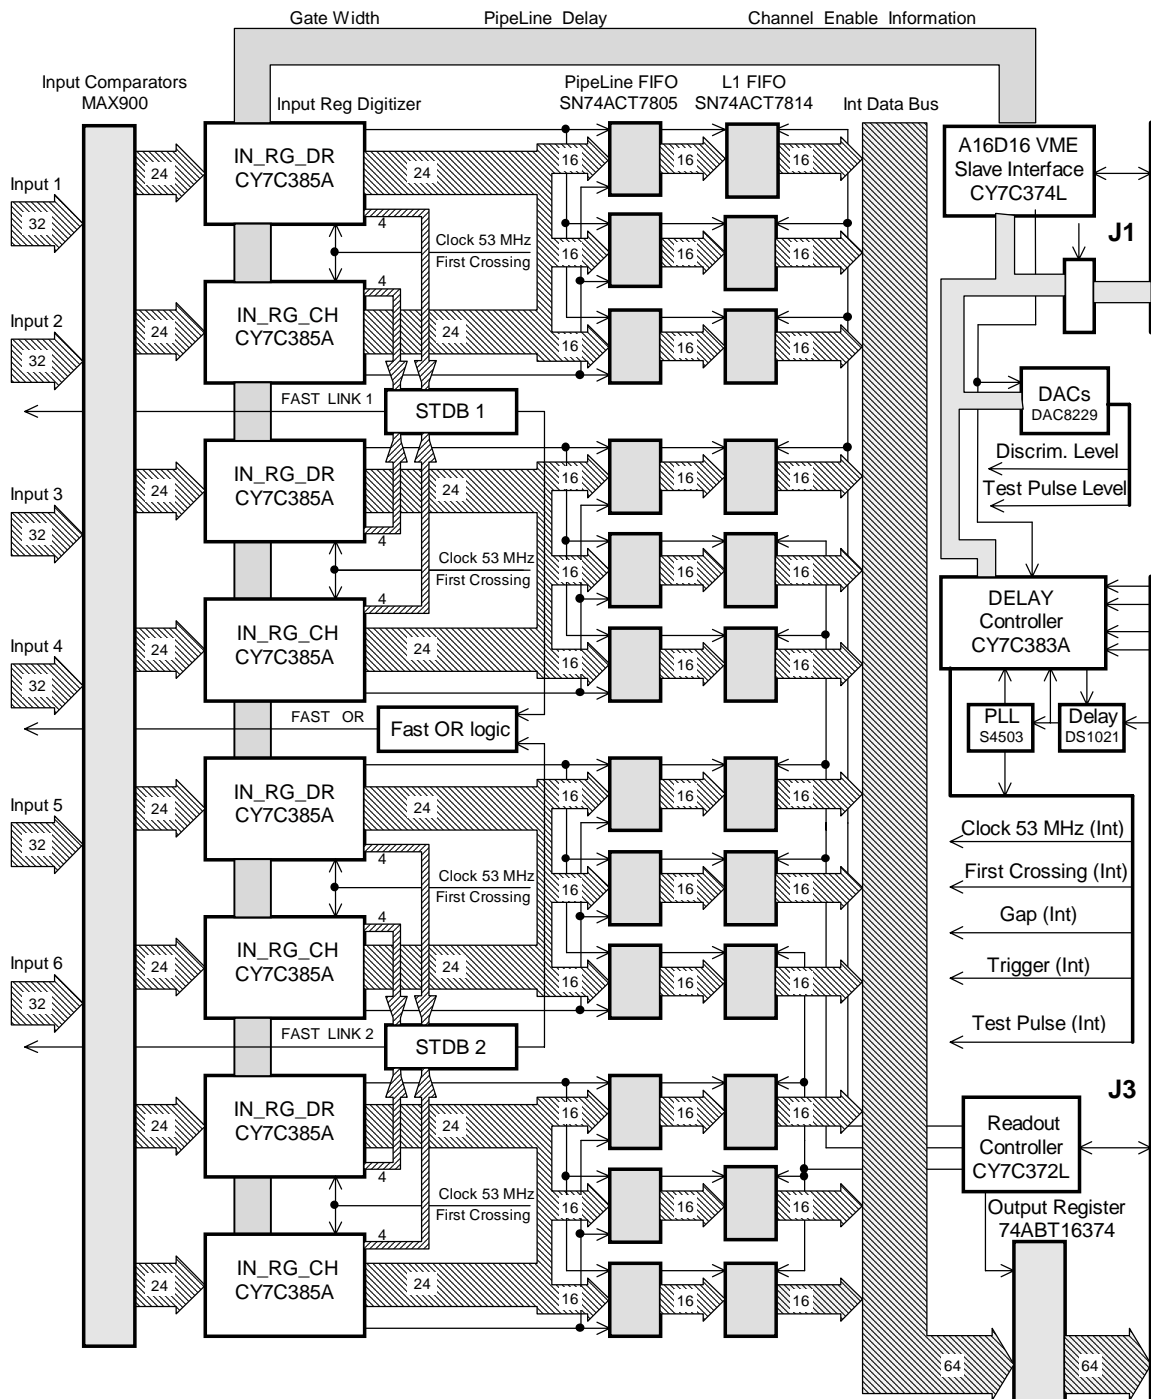 Gate Width PipeLine Delay Channel Enable Information
Input Comparators
MAX900
Input Reg Digitizer
PipeLine FIFO
SN74ACT7805
L1 FIFO
SN74ACT7814
Int Data Bus
Input 1
32
Input 2
32
Input 3
32
Input 4
32
Input 5
32
Input 6
32
24
IN_RG_DR
CY7C385A
24
4
Clock 53 MHz
First Crossing
4
24
IN_RG_CH
CY7C385A
24
16 16 16
16 16 16
16 16 16
FAST LINK 1
STDB 1
24
IN_RG_DR
CY7C385A
24
4
Clock 53 MHz
First Crossing
4
24
IN_RG_CH
CY7C385A
24
16 16 16
16 16 16
16 16 16
FAST OR
Fast OR logic
24
IN_RG_DR
CY7C385A
24
4
Clock 53 MHz
First Crossing
4
24
IN_RG_CH
CY7C385A
24
16 16 16
16 16 16
16 16 16
FAST LINK 2
STDB 2
24
IN_RG_DR
CY7C385A
24
4
Clock 53 MHz
First Crossing
4
24
IN_RG_CH
CY7C385A
24
16 16 16
16 16 16
16 16 16
A16D16 VME
Slave Interface
CY7C374L
J1
DACs
DAC8229
Discrim. Level
Test Pulse Level
DELAY
Controller
CY7C383A
PLL
S4503
Delay
DS1021
Clock 53 MHz (Int)
First Crossing (Int)
Gap (Int)
Trigger (Int)
Test Pulse (Int)
J3
Readout
Controller
CY7C372L
Output Register
74ABT16374
64
64